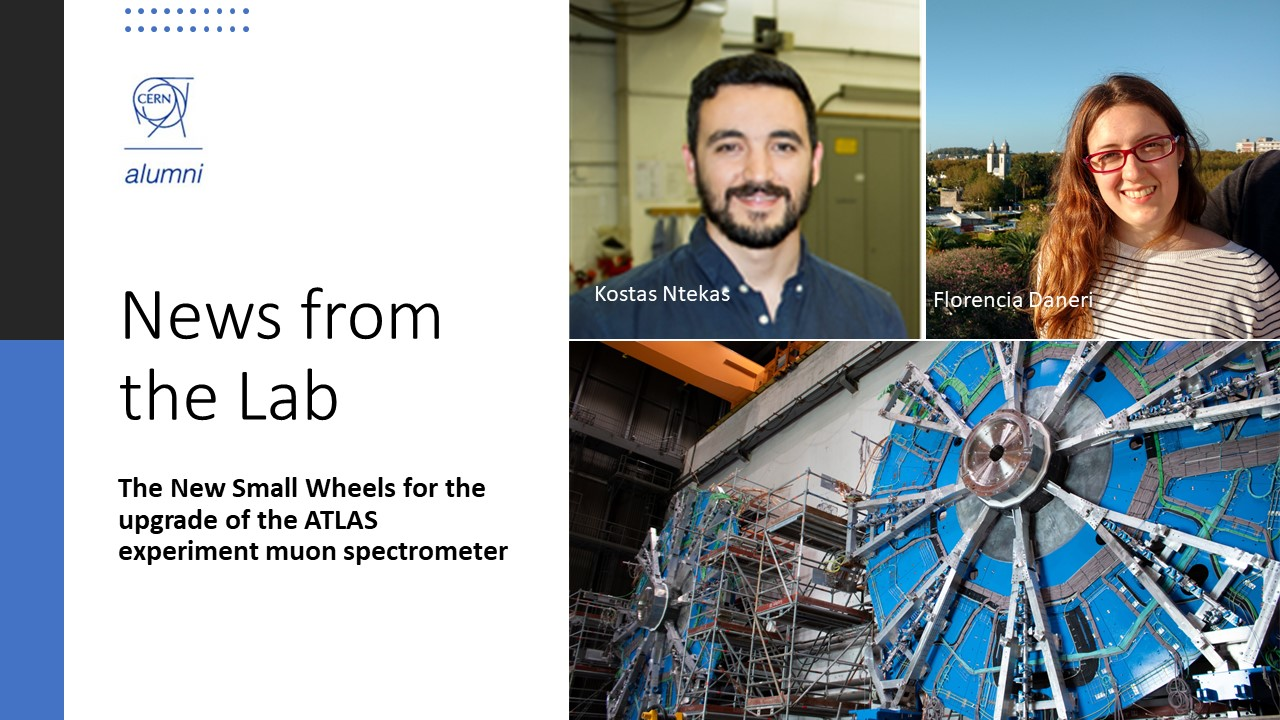 CERN
alumni
News from
the Lab
The New Small Wheels for the
upgrade of the ATLAS
experiment muon spectrometer
Kostas Ntekas
Florencia Daneri